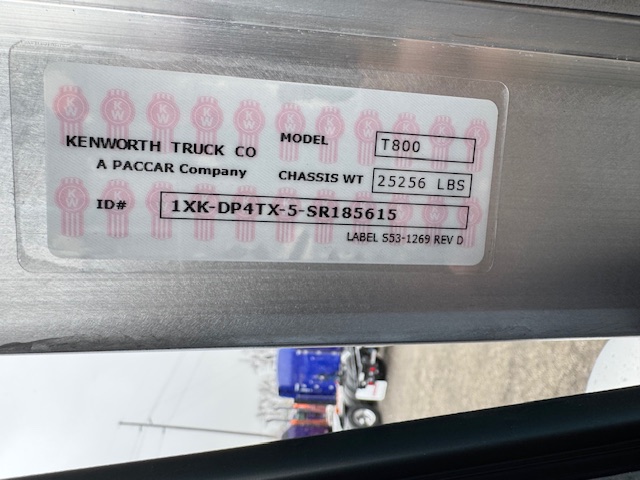 KENWORTH TRUCK CO
A PACCAR Company
MODEL T800
CHASSIS WT 25256 LBS
ID# 1XK-DP4TX-5-SR185615
LABEL S53-1269 REV D